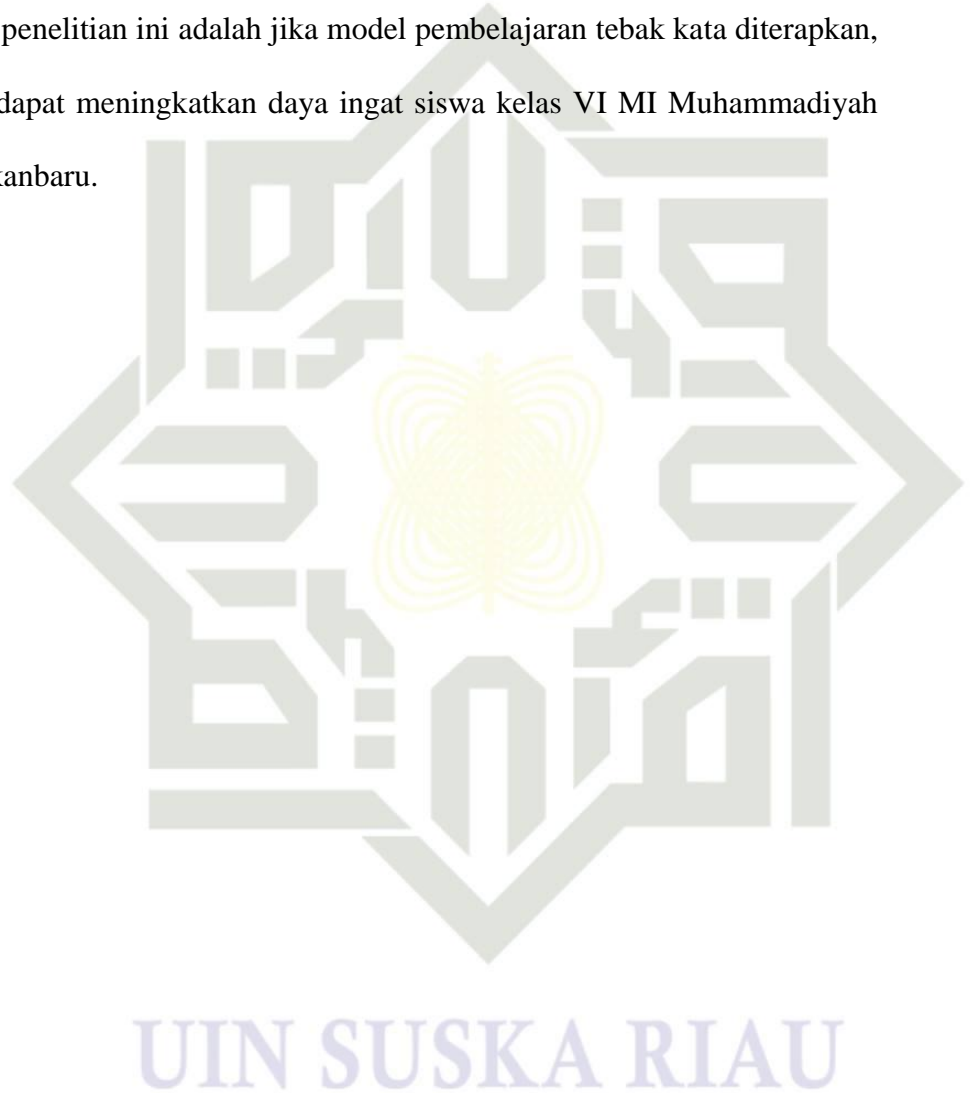 penelitian ini adalah jika model pembelajaran tebak kata diterapkan,
dapat meningkatkan daya ingat siswa kelas VI MI Muhammadiyah
kanbaru.
UIN SUSKA RIAU